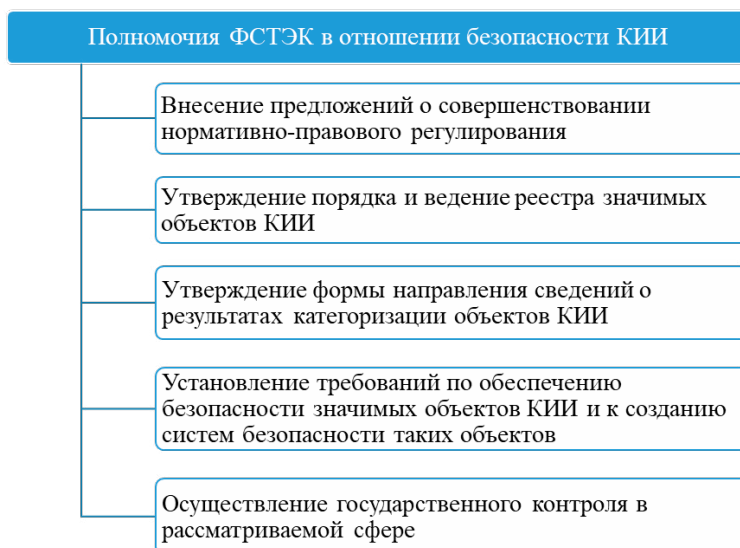 Полномочия ФСТЭК в отношении безопасности КИИ
Внесение предложений о совершенствовании
нормативно-правового регулирования
Утверждение порядка и ведение реестра значимых
объектов КИИ
Утверждение формы направления сведений о
результатах категоризации объектов КИИ
Установление требований по обеспечению
безопасности значимых объектов КИИ и к созданию
систем безопасности таких объектов
Осуществление государственного контроля в
рассматриваемой сфере